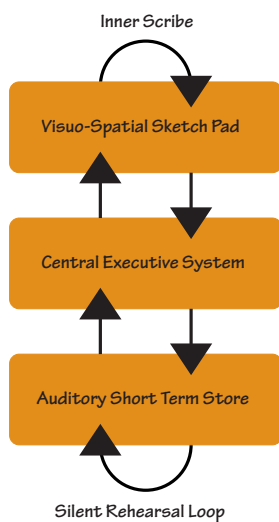 Inner Scribe
Visuo-Spatial Sketch Pad
Central Executive System
Auditory Short Term Store
Silent Rehearsal Loop